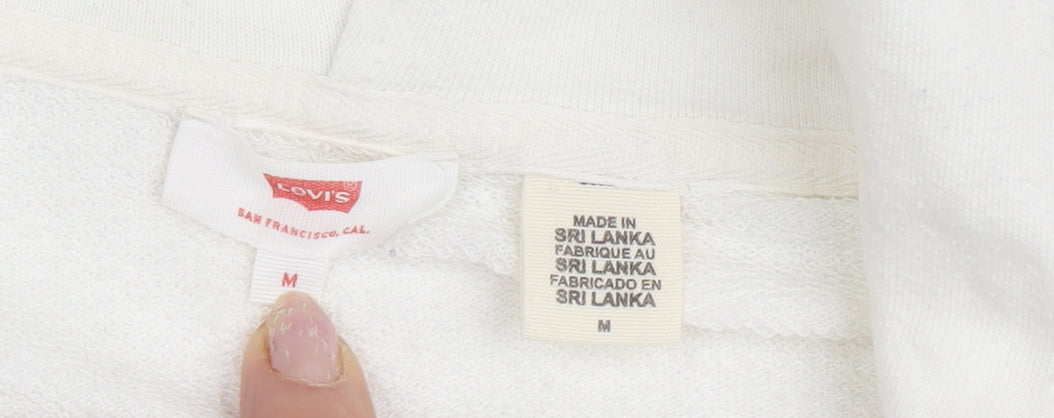 LEVI'S
SAN FRANCISCO, CAL.
M
MADE IN
SRI LANKA
FABRIQUE AU
SRI LANKA
FABRICADO EN
SRI LANKA
M